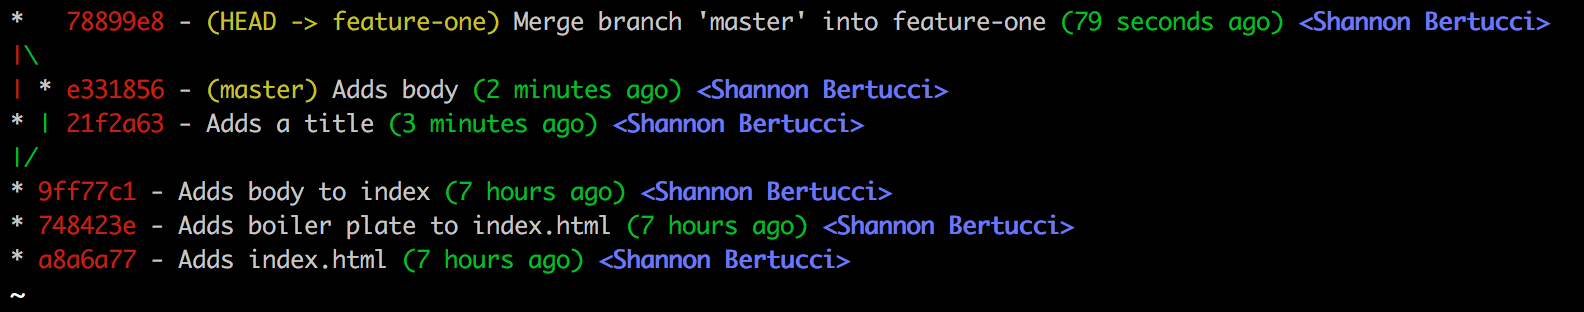 *   78899e8 - (HEAD -> feature-one) Merge branch 'master' into feature-one (79 seconds ago) <Shannon Bertucci>
|\
| * e331856 - (master) Adds body (2 minutes ago) <Shannon Bertucci>
* | 21f2a63 - Adds a title (3 minutes ago) <Shannon Bertucci>
|/
* 9ff77c1 - Adds body to index (7 hours ago) <Shannon Bertucci>
* 748423e - Adds boiler plate to index.html (7 hours ago) <Shannon Bertucci>
* a8a6a77 - Adds index.html (7 hours ago) <Shannon Bertucci>
~